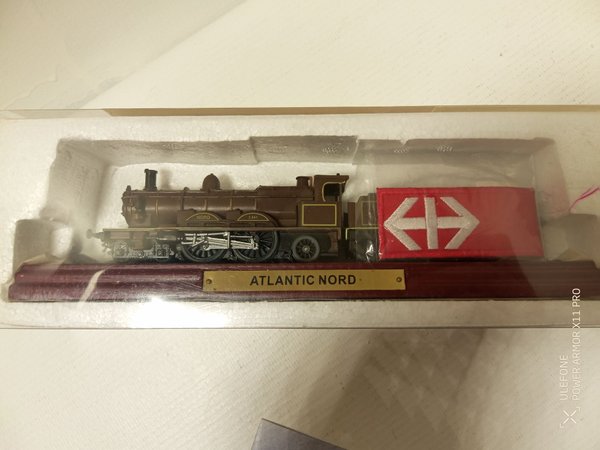 ATLANTIC NORD
ULEFONE
POWER ARMOR X11 PRO